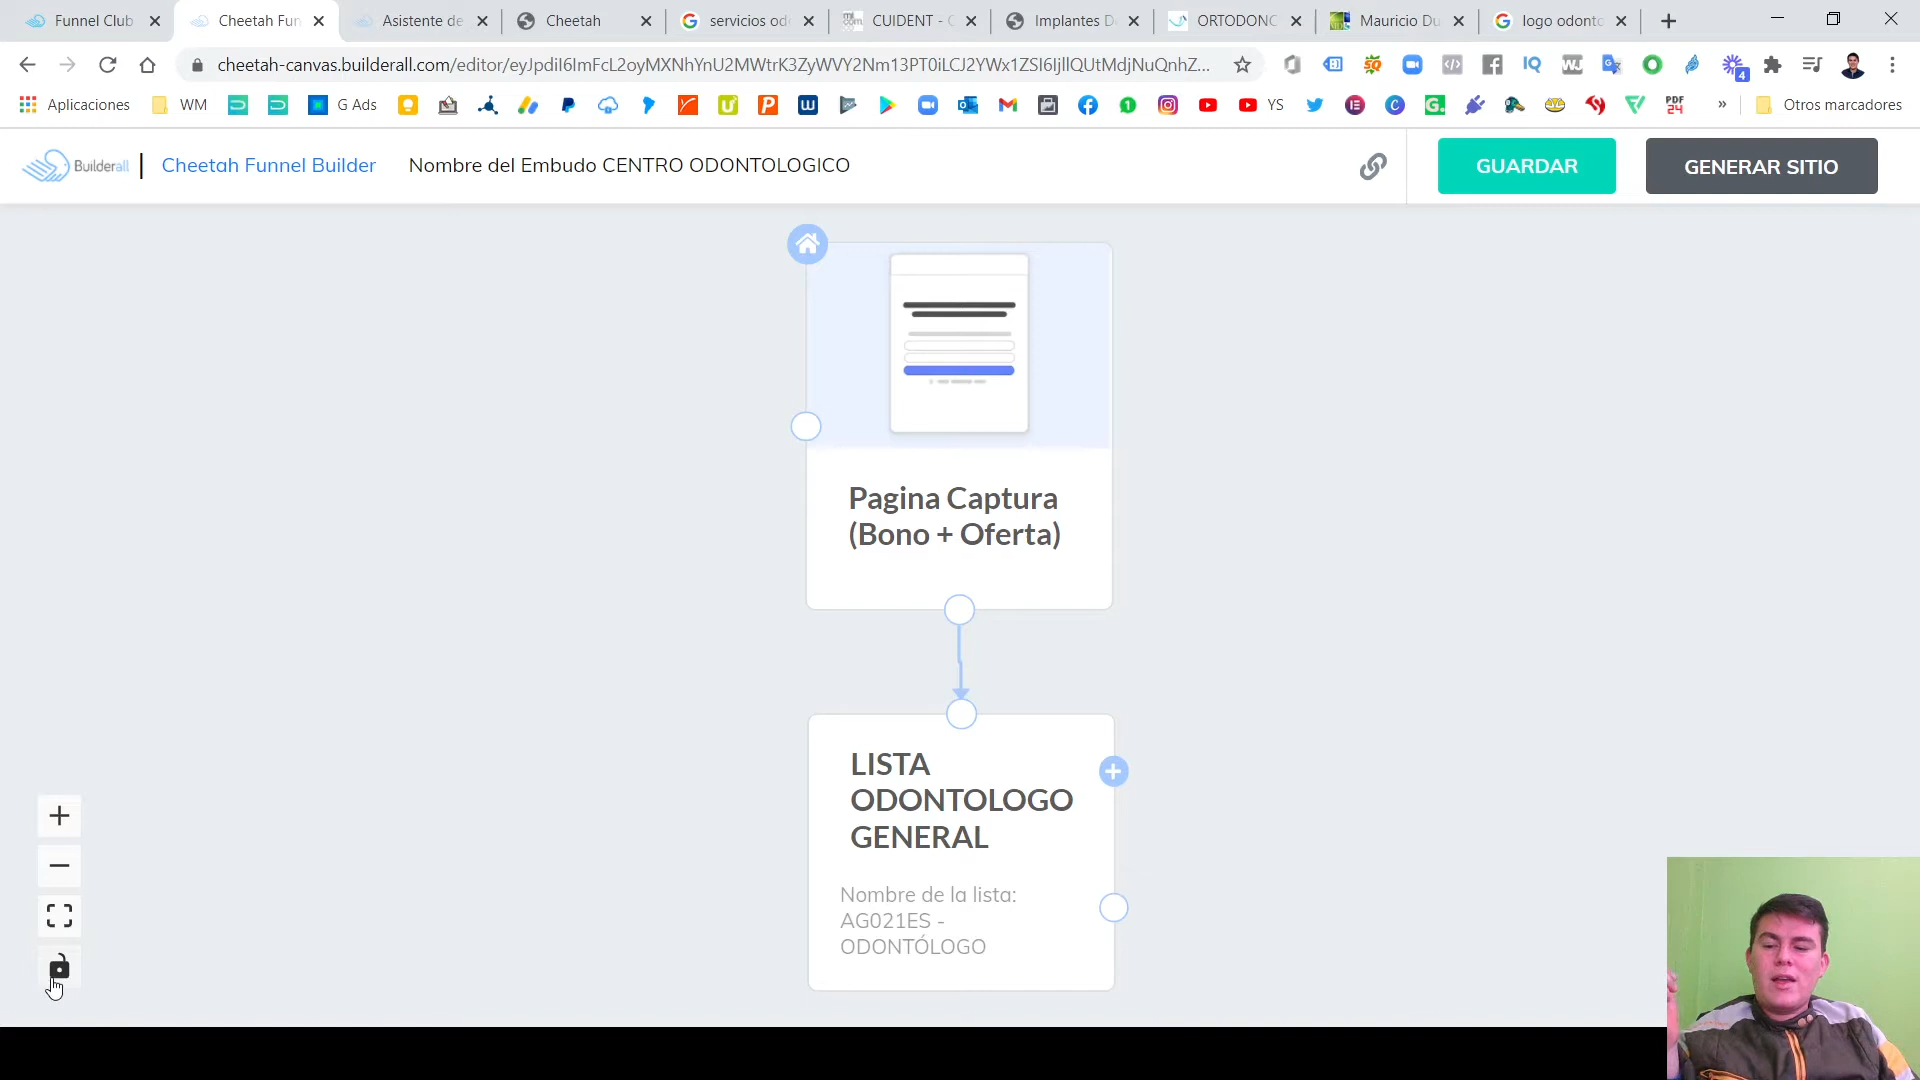 Funnel Club
Cheetah Fun
Asistente de
Cheetah
servicios od
CUIDENT - C
Implantes D
ORTODONC
Mauricio Du
logo odonto
cheetah-canvas.builderall.com/editor/eyJpdiI6ImFcL2oyMXNhYnU2MWtrK3ZyWVY2Nm13PT0iLCJ2YWx1ZSI6IjllQUtMdjNuQnhZ...
Aplicaciones
WM
G Ads
YS
»
Otros marcadores
Builderall
Cheetah Funnel Builder
Nombre del Embudo CENTRO ODONTOLOGICO
GUARDAR
GENERAR SITIO
Pagina Captura
(Bono + Oferta)
LISTA
ODONTOLOGO
GENERAL
Nombre de la lista:
AG021ES -
ODONTÓLOGO